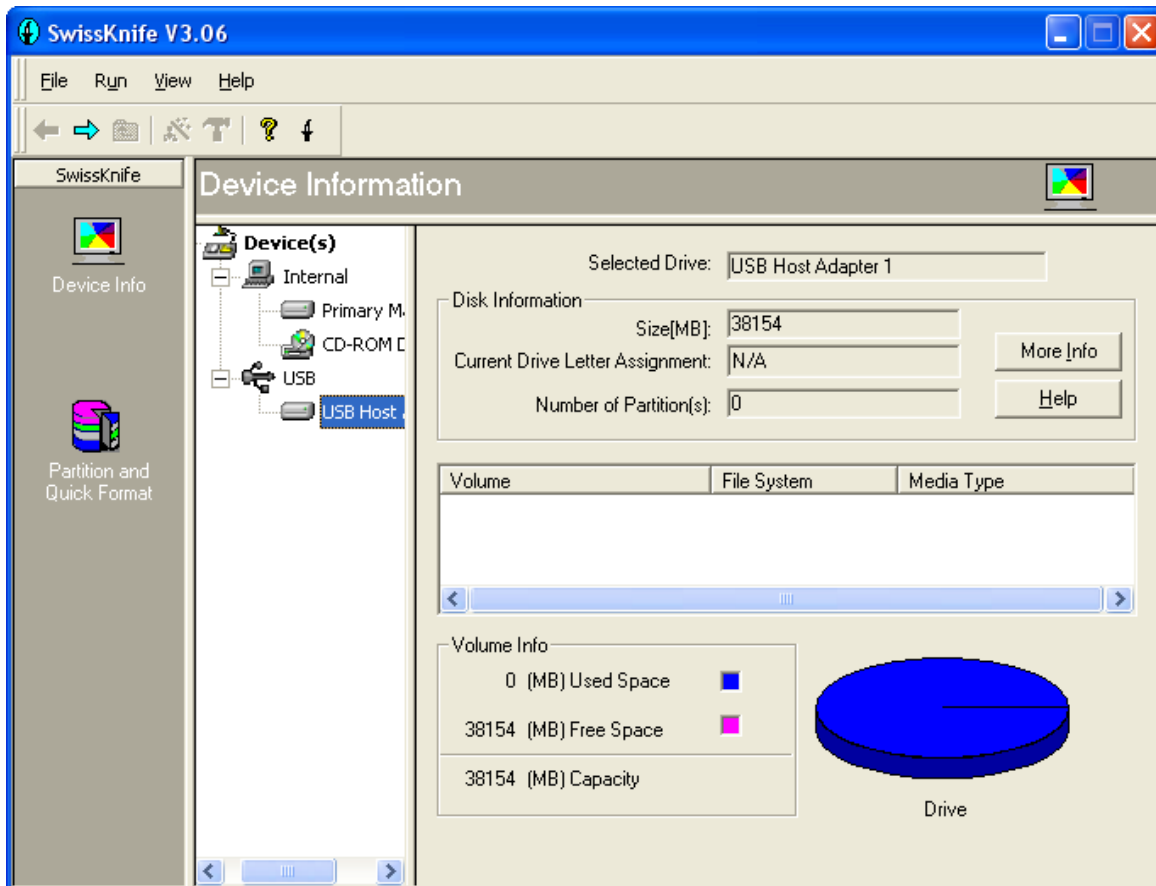 SwissKnife V3.06
File Run View Help
SwissKnife
Device Info
Partition and
Quick Format
Device Information
Device(s)
Internal
Primary M
CD-ROM D
USB
USB Host
Selected Drive: USB Host Adapter 1
Disk Information
Size[MB]: 38154
Current Drive Letter Assignment: N/A
Number of Partition(s): 0
More Info
Help
Volume File System Media Type
Volume Info
0 (MB) Used Space
38154 (MB) Free Space
38154 (MB) Capacity
Drive